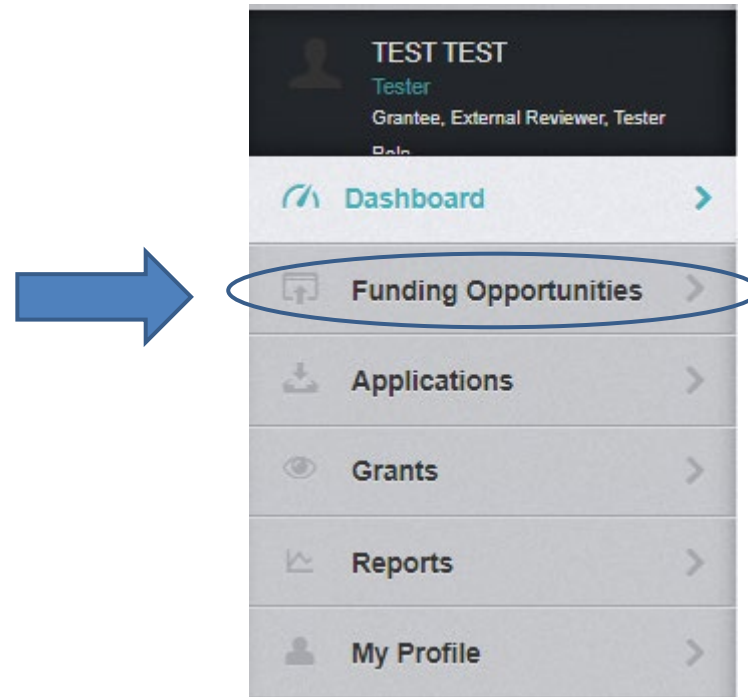 TEST TEST
Tester
Grantee, External Reviewer, Tester
Dashboard
Funding Opportunities
Applications
Grants
Reports
My Profile